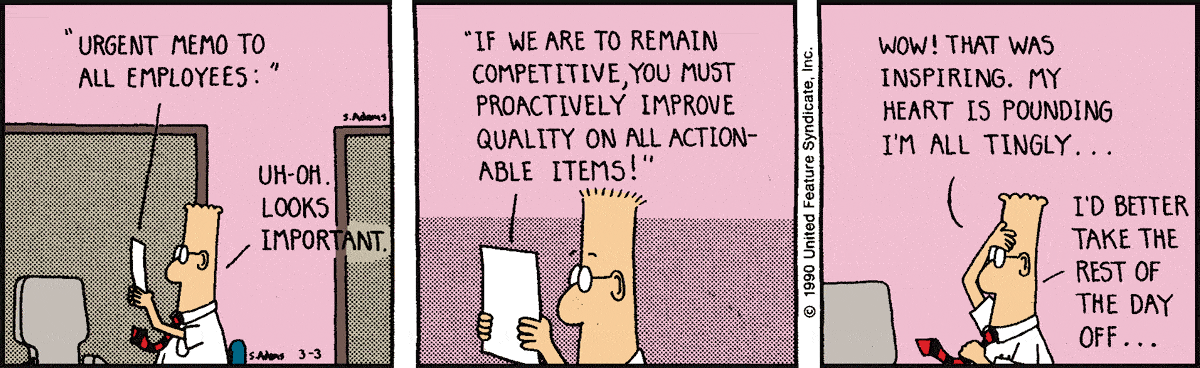 "URGENT MEMO TO
ALL EMPLOYEES: "
S.Adams
UH-OH.
LOOKS
IMPORTANT.
S.Adams 3-3
"IF WE ARE TO REMAIN
COMPETITIVE, YOU MUST
PROACTIVELY IMPROVE
QUALITY ON ALL ACTION-
ABLE ITEMS!"
© 1990 United Feature Syndicate, Inc.
WOW! THAT WAS
INSPIRING. MY
HEART IS POUNDING
I'M ALL TINGLY...
I'D BETTER
TAKE THE
REST OF
THE DAY
OFF...